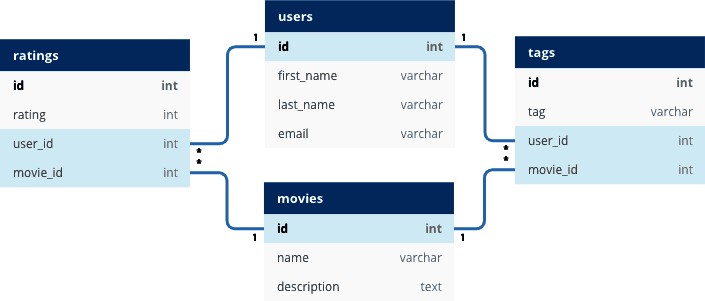 users
1
id int
1
first_name varchar
last_name varchar
email varchar
ratings
id int
rating int
user_id int
*
*
movie_id int
tags
id int
tag varchar
user_id int
*
*
movie_id int
movies
id int
1
1
name varchar
description text